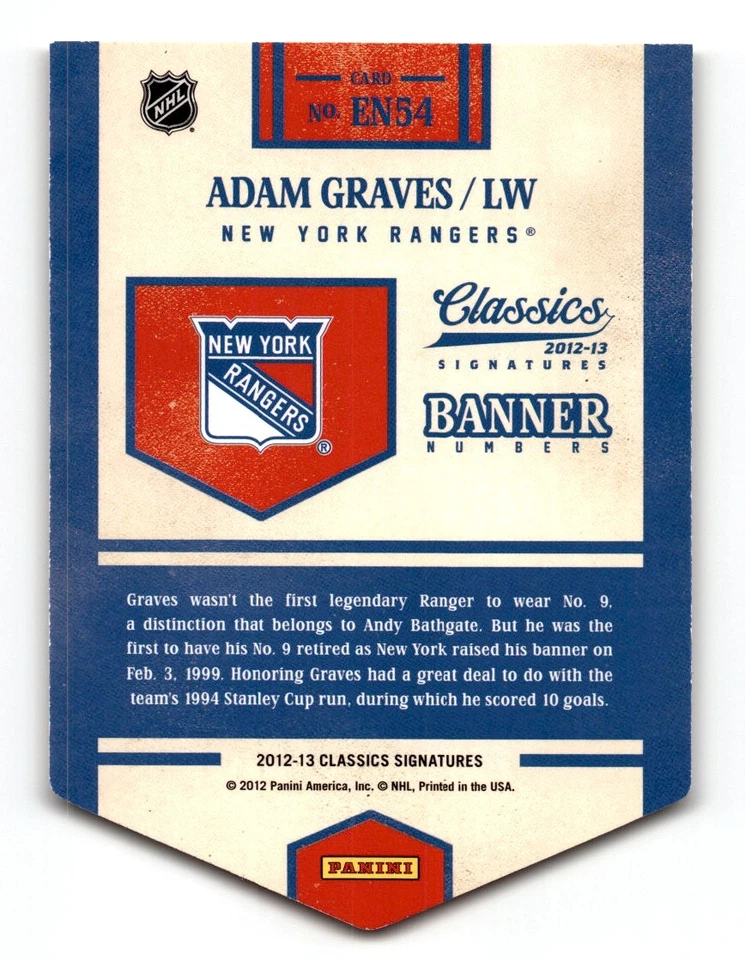 NHL
CARD
NO. EN54
ADAM GRAVES / LW
NEW YORK RANGERS®
NEW YORK
RANGERS
®
Classics
2012-13
SIGNATURES
BANNER
NUMBERS
Graves wasn't the first legendary Ranger to wear No. 9,
a distinction that belongs to Andy Bathgate. But he was the
first to have his No. 9 retired as New York raised his banner on
Feb. 3, 1999. Honoring Graves had a great deal to do with the
team's 1994 Stanley Cup run, during which he scored 10 goals.
2012-13 CLASSICS SIGNATURES
© 2012 Panini America, Inc. © NHL, Printed in the USA.
PANINI